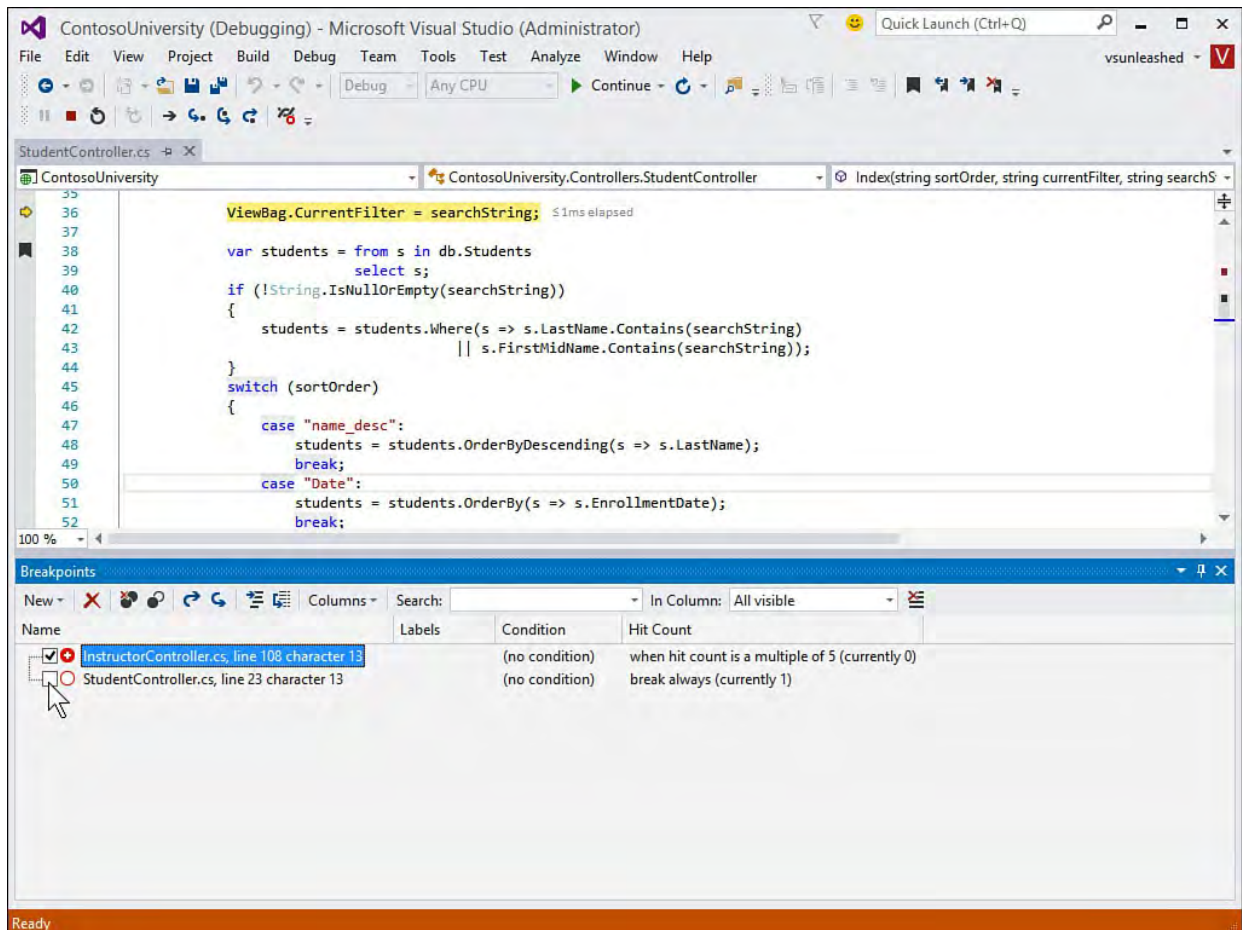 ContosoUniversity (Debugging) - Microsoft Visual Studio (Administrator) Quick Launch (Ctrl+Q)
File Edit View Project Build Debug Team Tools Test Analyze Window Help vsunleashed V
Debug Any CPU Continue
StudentController.cs
ContosoUniversity ContosoUniversity.Controllers.StudentController Index(string sortOrder, string currentFilter, string searchS
35
36 ViewBag.CurrentFilter = searchString; ≤1ms elapsed
37
38 var students = from s in db.Students
39 select s;
40 if (!String.IsNullOrEmpty(searchString))
41 {
42 students = students.Where(s => s.LastName.Contains(searchString)
43 || s.FirstMidName.Contains(searchString));
44 }
45 switch (sortOrder)
46 {
47 case "name_desc":
48 students = students.OrderByDescending(s => s.LastName);
49 break;
50 case "Date":
51 students = students.OrderBy(s => s.EnrollmentDate);
52 break;
100 %
Breakpoints
New Columns Search: In Column: All visible
Name Labels Condition Hit Count
InstructorController.cs, line 108 character 13 (no condition) when hit count is a multiple of 5 (currently 0)
StudentController.cs, line 23 character 13 (no condition) break always (currently 1)
Ready